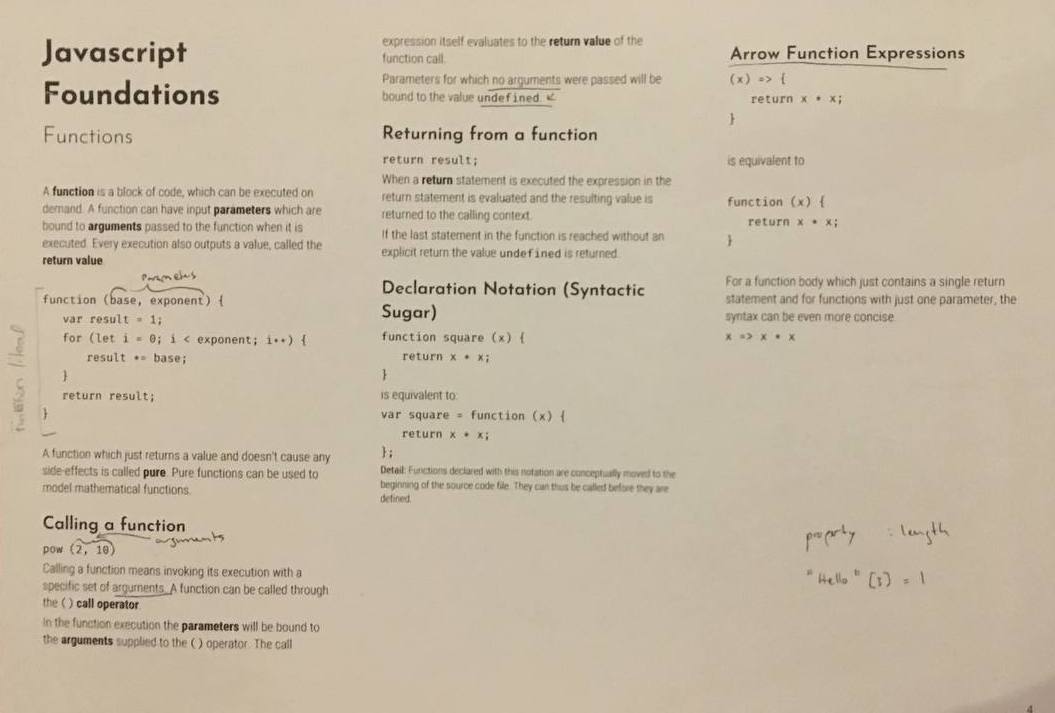 Javascript
Foundations
Functions
A function is a block of code, which can be executed on
demand. A function can have input parameters which are
bound to arguments passed to the function when it is
executed. Every execution also outputs a value, called the
return value.
Parameters
function (base, exponent) {
var result = 1;
for (let i = 0; i < exponent; i++) {
result *= base;
}
return result;
}
function literal
A function which just returns a value and doesn't cause any
side-effects is called pure. Pure functions can be used to
model mathematical functions.
Calling a function
arguments
pow (2, 10)
Calling a function means invoking its execution with a
specific set of arguments. A function can be called through
the () call operator.
In the function execution the parameters will be bound to
the arguments supplied to the () operator. The call
expression itself evaluates to the return value of the
function call.
Parameters for which no arguments were passed will be
bound to the value undefined.
Returning from a function
return result;
When a return statement is executed the expression in the
return statement is evaluated and the resulting value is
returned to the calling context.
If the last statement in the function is reached without an
explicit return the value undefined is returned.
Declaration Notation (Syntactic
Sugar)
function square (x) {
return x * x;
}
is equivalent to:
var square = function (x) {
return x * x;
};
Detail: Functions declared with this notation are conceptually moved to the
beginning of the source code file. They can thus be called before they are
defined.
Arrow Function Expressions
(x) => {
return x * x;
}
is equivalent to
function (x) {
return x * x;
}
For a function body which just contains a single return
statement and for functions with just one parameter, the
syntax can be even more concise.
x => x * x
property : length
"Hello" [3] = l
4